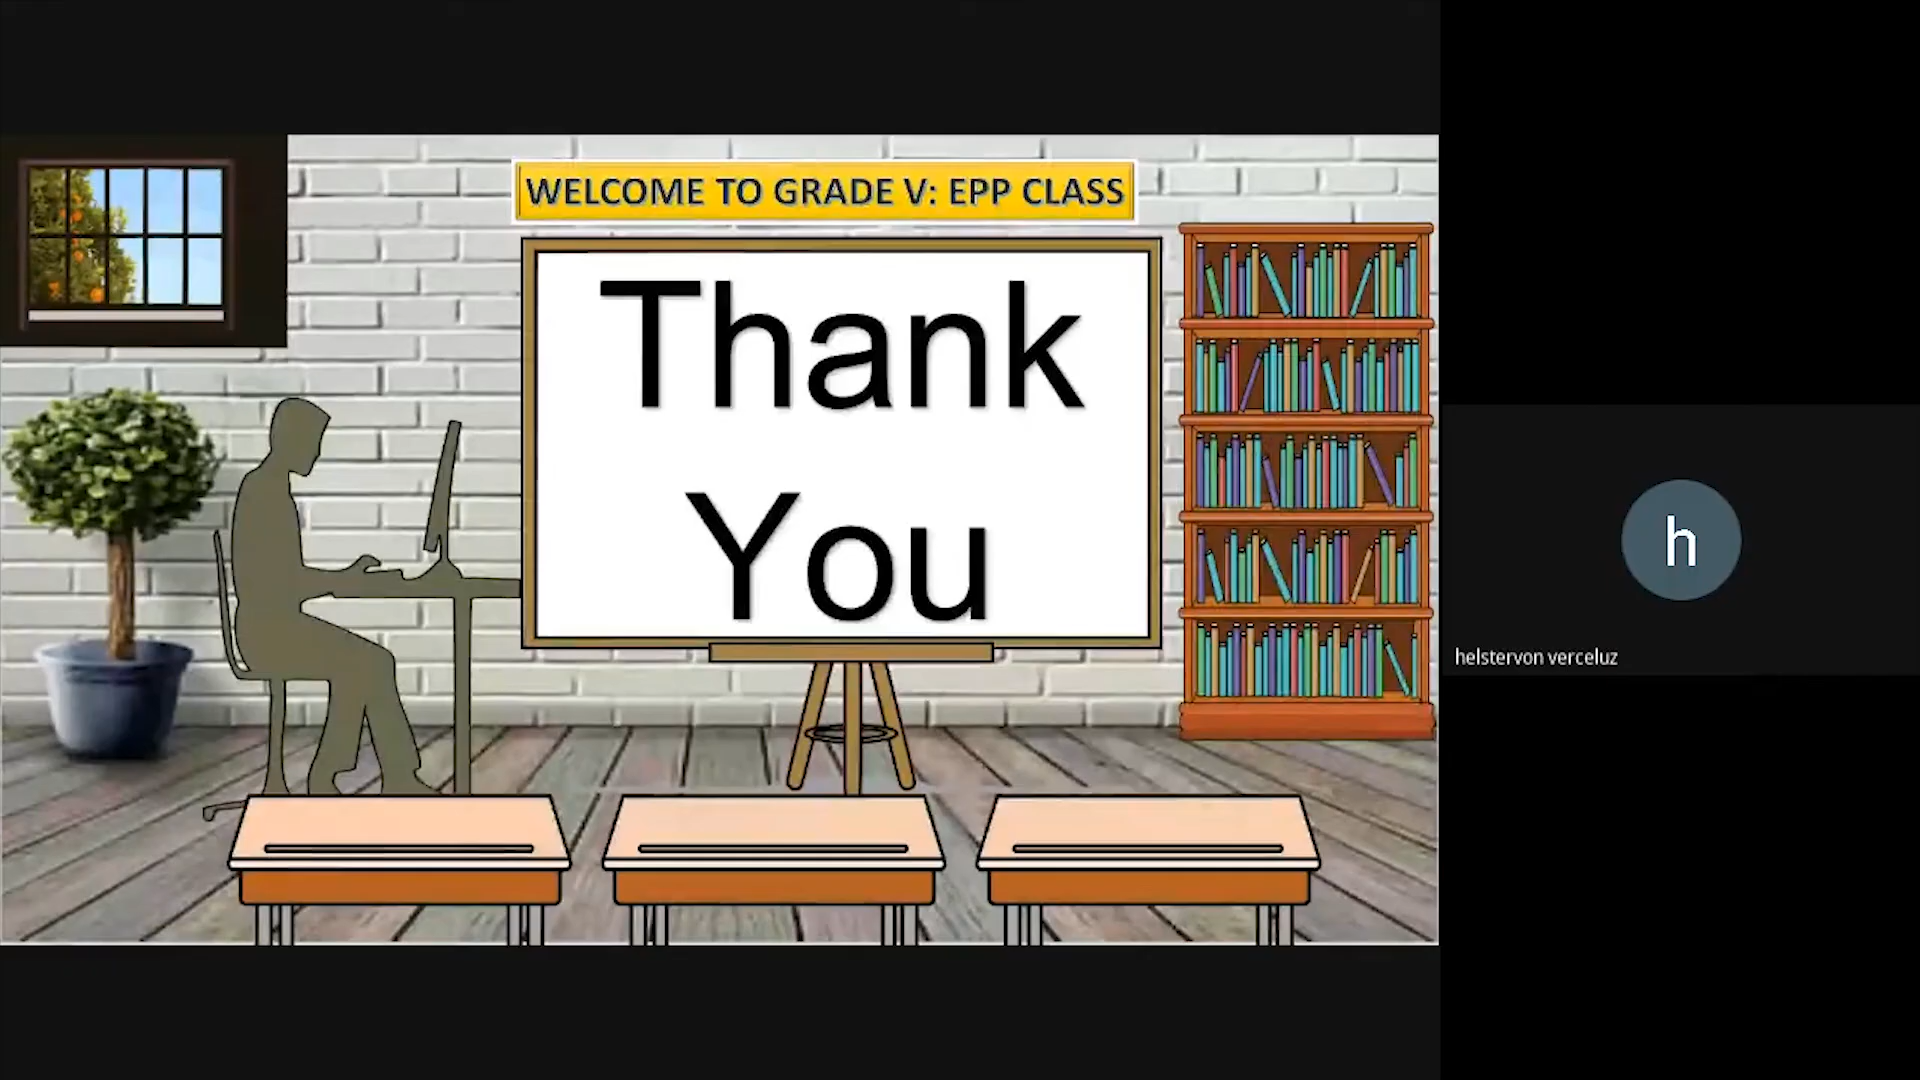 WELCOME TO GRADE V: EPP CLASS
Thank
You
h
helstervon verceluz